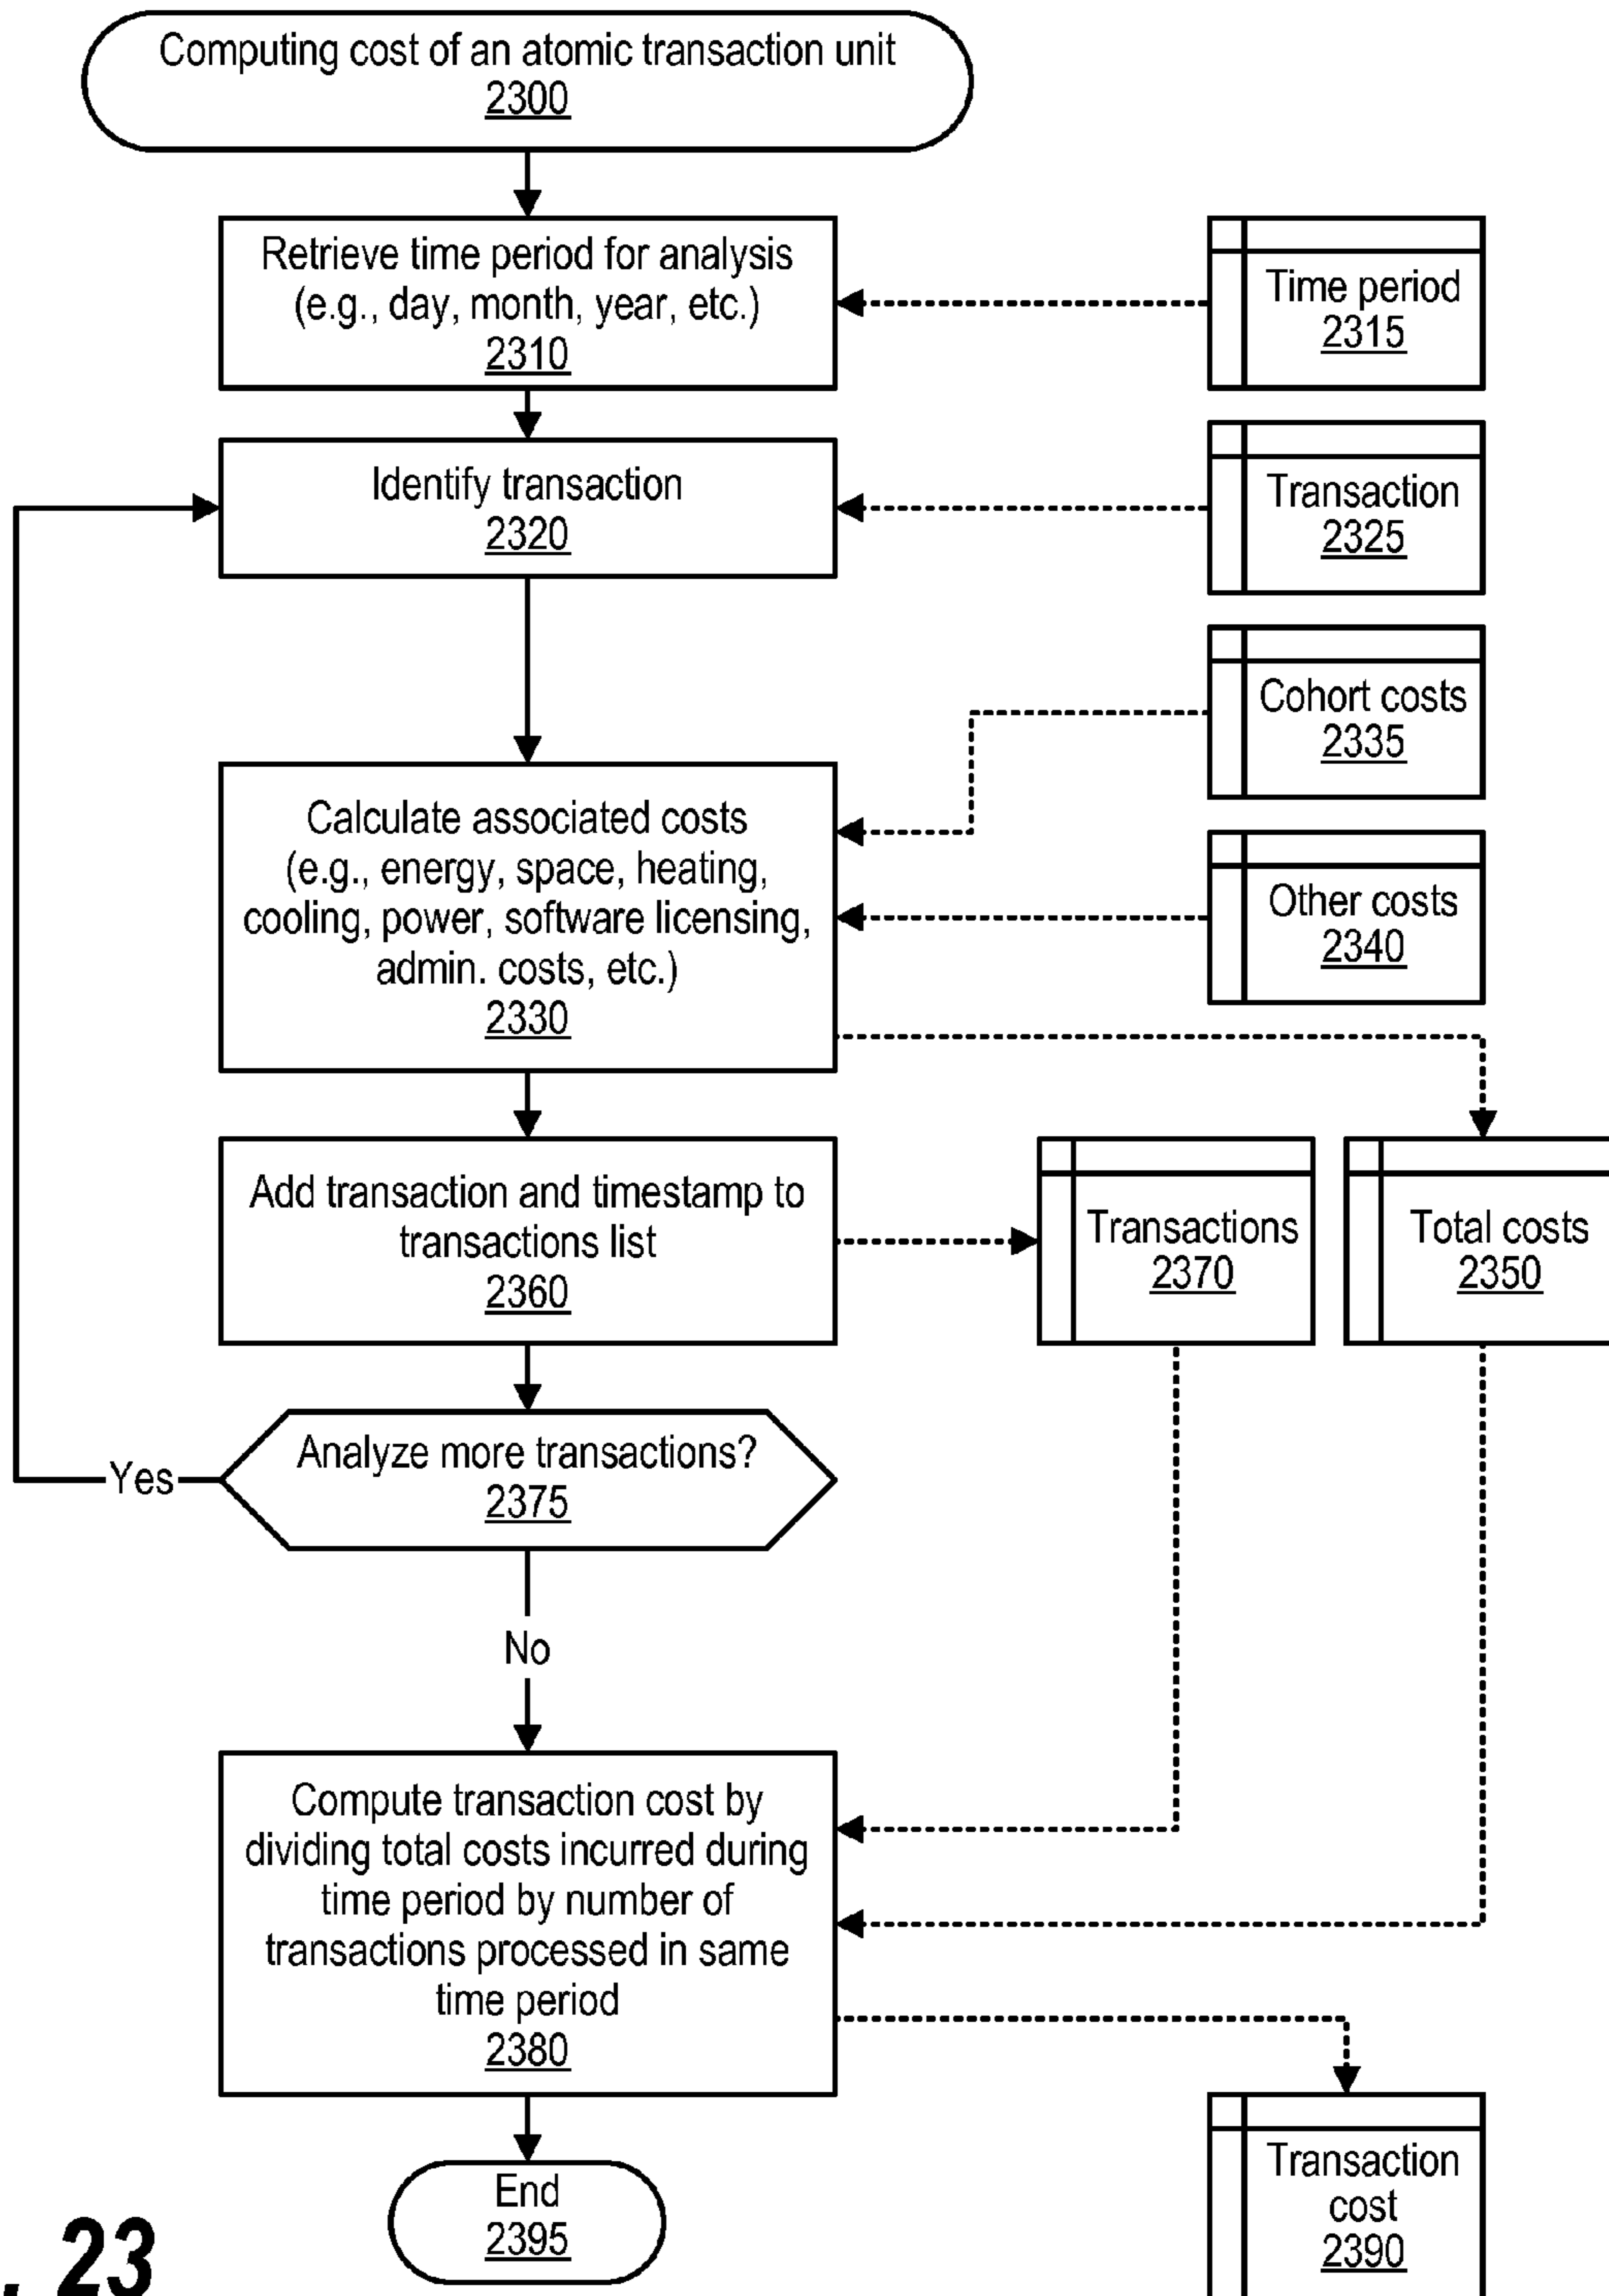 Computing cost of an atomic transaction unit
2300
Retrieve time period for analysis
(e.g., day, month, year, etc.)
2310
Time period
2315
Identify transaction
2320
Transaction
2325
Cohort costs
2335
Calculate associated costs
(e.g., energy, space, heating,
cooling, power, software licensing,
admin. costs, etc.)
2330
Other costs
2340
Add transaction and timestamp to
transactions list
2360
Transactions
2370
Total costs
2350
Analyze more transactions?
2375
Yes
No
Compute transaction cost by
dividing total costs incurred during
time period by number of
transactions processed in same
time period
2380
End
2395
Transaction
cost
2390
. 23